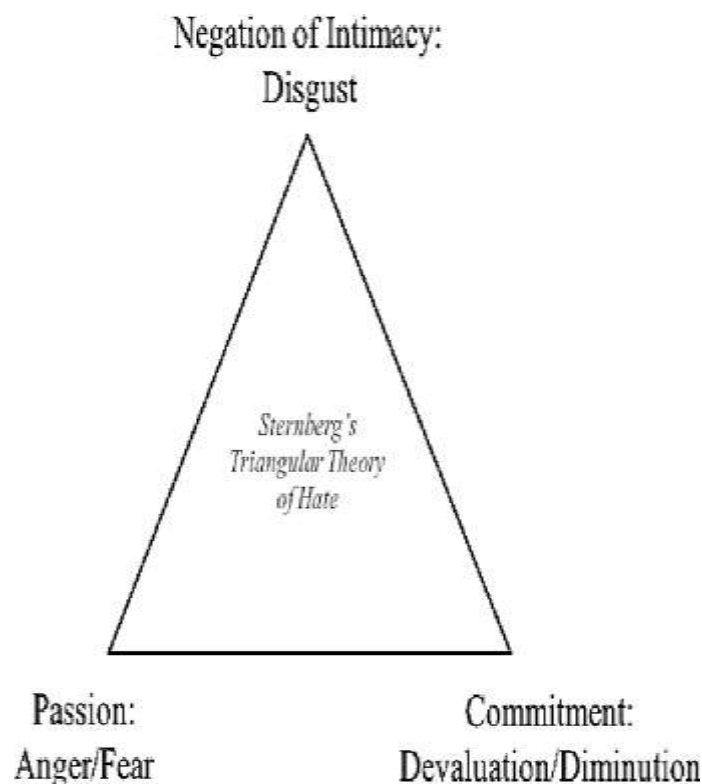 Negation of Intimacy:
Disgust
Sternberg's
Triangular Theory
of Hate
Passion:
Anger/Fear
Commitment:
Devaluation/Diminution